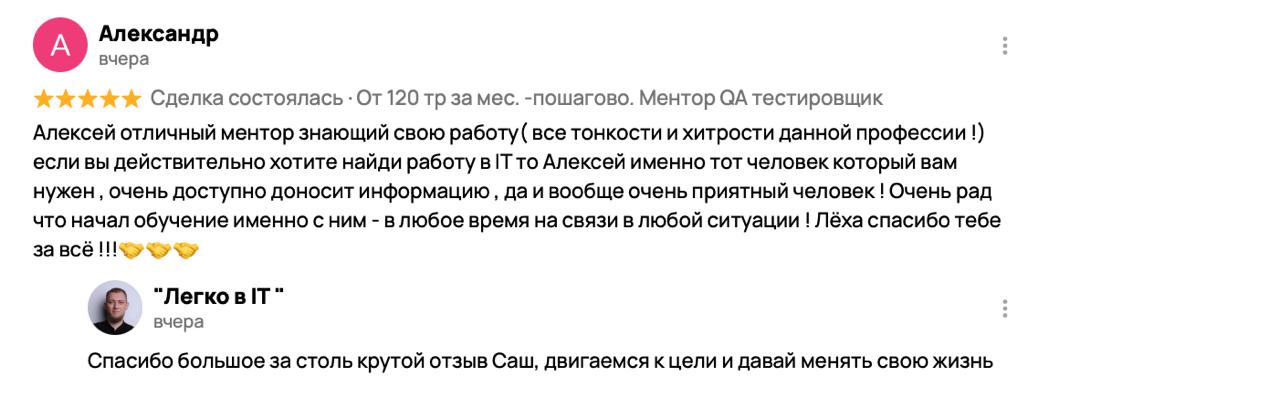 А
Александр
вчера
Сделка состоялась · От 120 тр за мес. -пошагово. Ментор QA тестировщик
Алексей отличный ментор знающий свою работу( все тонкости и хитрости данной профессии !)
если вы действительно хотите найди работу в IT то Алексей именно тот человек который вам
нужен , очень доступно доносит информацию , да и вообще очень приятный человек ! Очень рад
что начал обучение именно с ним - в любое время на связи в любой ситуации ! Лёха спасибо тебе
за всё !!!🤝🤝🤝
"Легко в IT "
вчера
Спасибо большое за столь крутой отзыв Саш, двигаемся к цели и давай менять свою жизнь